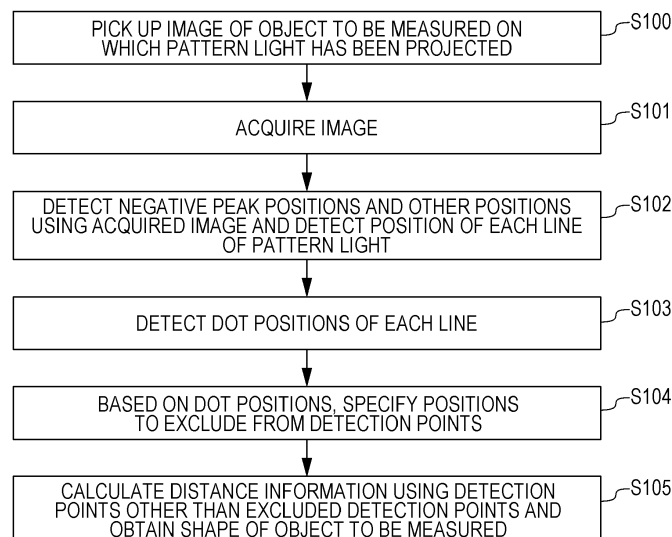 PICK UP IMAGE OF OBJECT TO BE MEASURED ON
WHICH PATTERN LIGHT HAS BEEN PROJECTED
S100
ACQUIRE IMAGE
S101
DETECT NEGATIVE PEAK POSITIONS AND OTHER POSITIONS
USING ACQUIRED IMAGE AND DETECT POSITION OF EACH LINE
OF PATTERN LIGHT
S102
DETECT DOT POSITIONS OF EACH LINE
S103
BASED ON DOT POSITIONS, SPECIFY POSITIONS
TO EXCLUDE FROM DETECTION POINTS
S104
CALCULATE DISTANCE INFORMATION USING DETECTION
POINTS OTHER THAN EXCLUDED DETECTION POINTS AND
OBTAIN SHAPE OF OBJECT TO BE MEASURED
S105